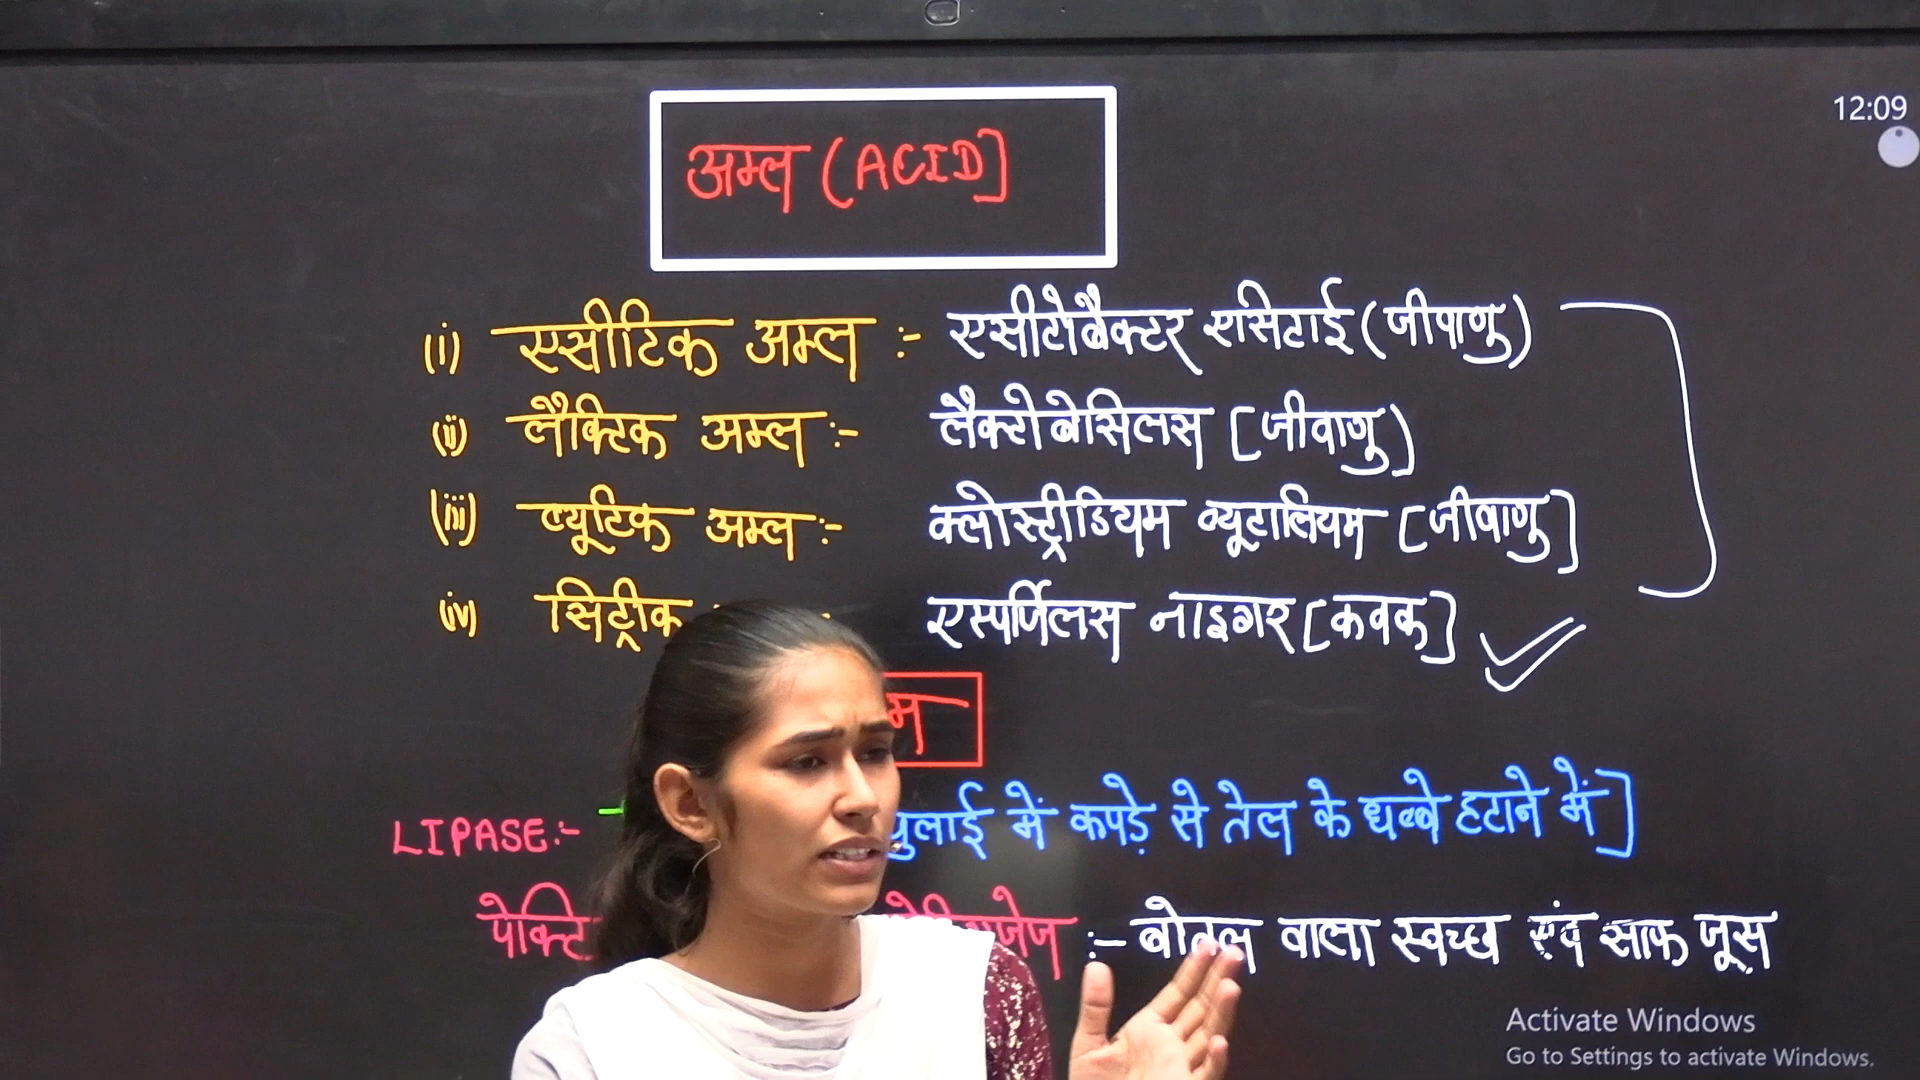 12:09
अम्ल (ACID]
(i) एसीटिक अम्ल :- एसीटोबैक्टर एसिटाई (जीवाणु)
(ii) लैक्टिक अम्ल :- लैक्टोबेसिलस [जीवाणु)
(iii) ब्यूटिक अम्ल :- क्लोस्ट्रीडियम ब्यूटालियम [जीवाणु]
(iv) सिट्रीक :- एस्पर्जिलस नाइगर [कवक]
LIPASE:- धुलाई में कपड़े से तेल के धब्बे हटाने में]
:- बोतल वाला स्वच्छ एंव साफ जूस
Activate Windows
Go to Settings to activate Windows.